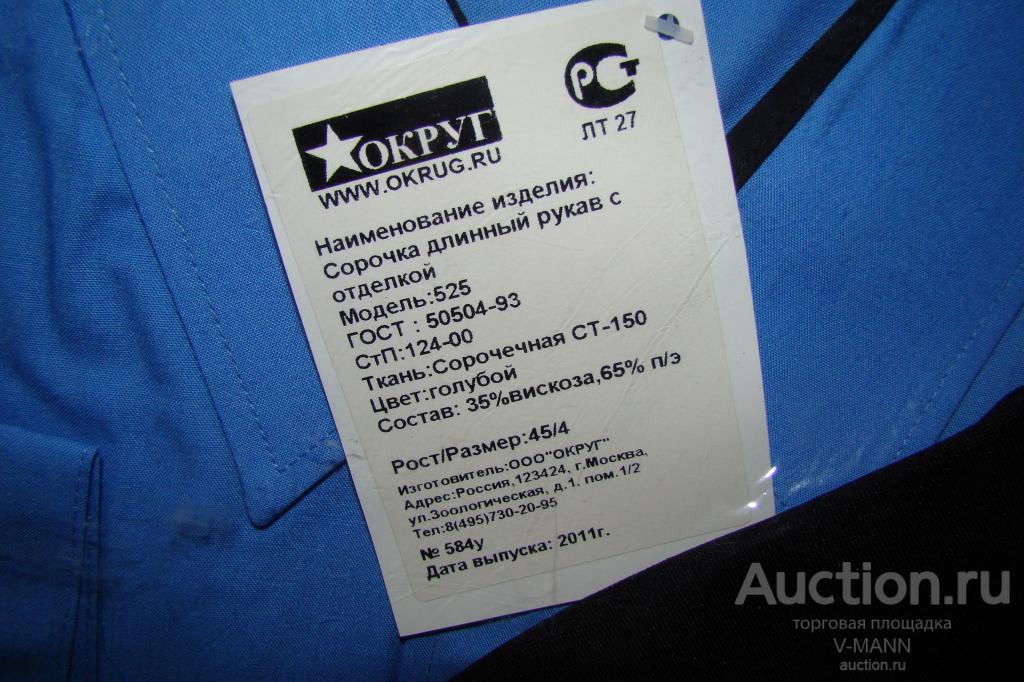 ОКРУГ
WWW.OKRUG.RU
РСТ
ЛТ 27
Наименование изделия:
Сорочка длинный рукав с
отделкой
Модель:525
ГОСТ : 50504-93
СтП:124-00
Ткань:Сорочечная СТ-150
Цвет:голубой
Состав: 35%вискоза,65% п/э
Рост/Размер:45/4
Изготовитель:ООО"ОКРУГ"
Адрес:Россия,123424, г.Москва,
ул.Зоологическая, д.1. пом.1/2
Тел:8(495)730-20-95
№ 584у
Дата выпуска: 2011г.
Auction.ru
торговая площадка
V-MANN
auction.ru